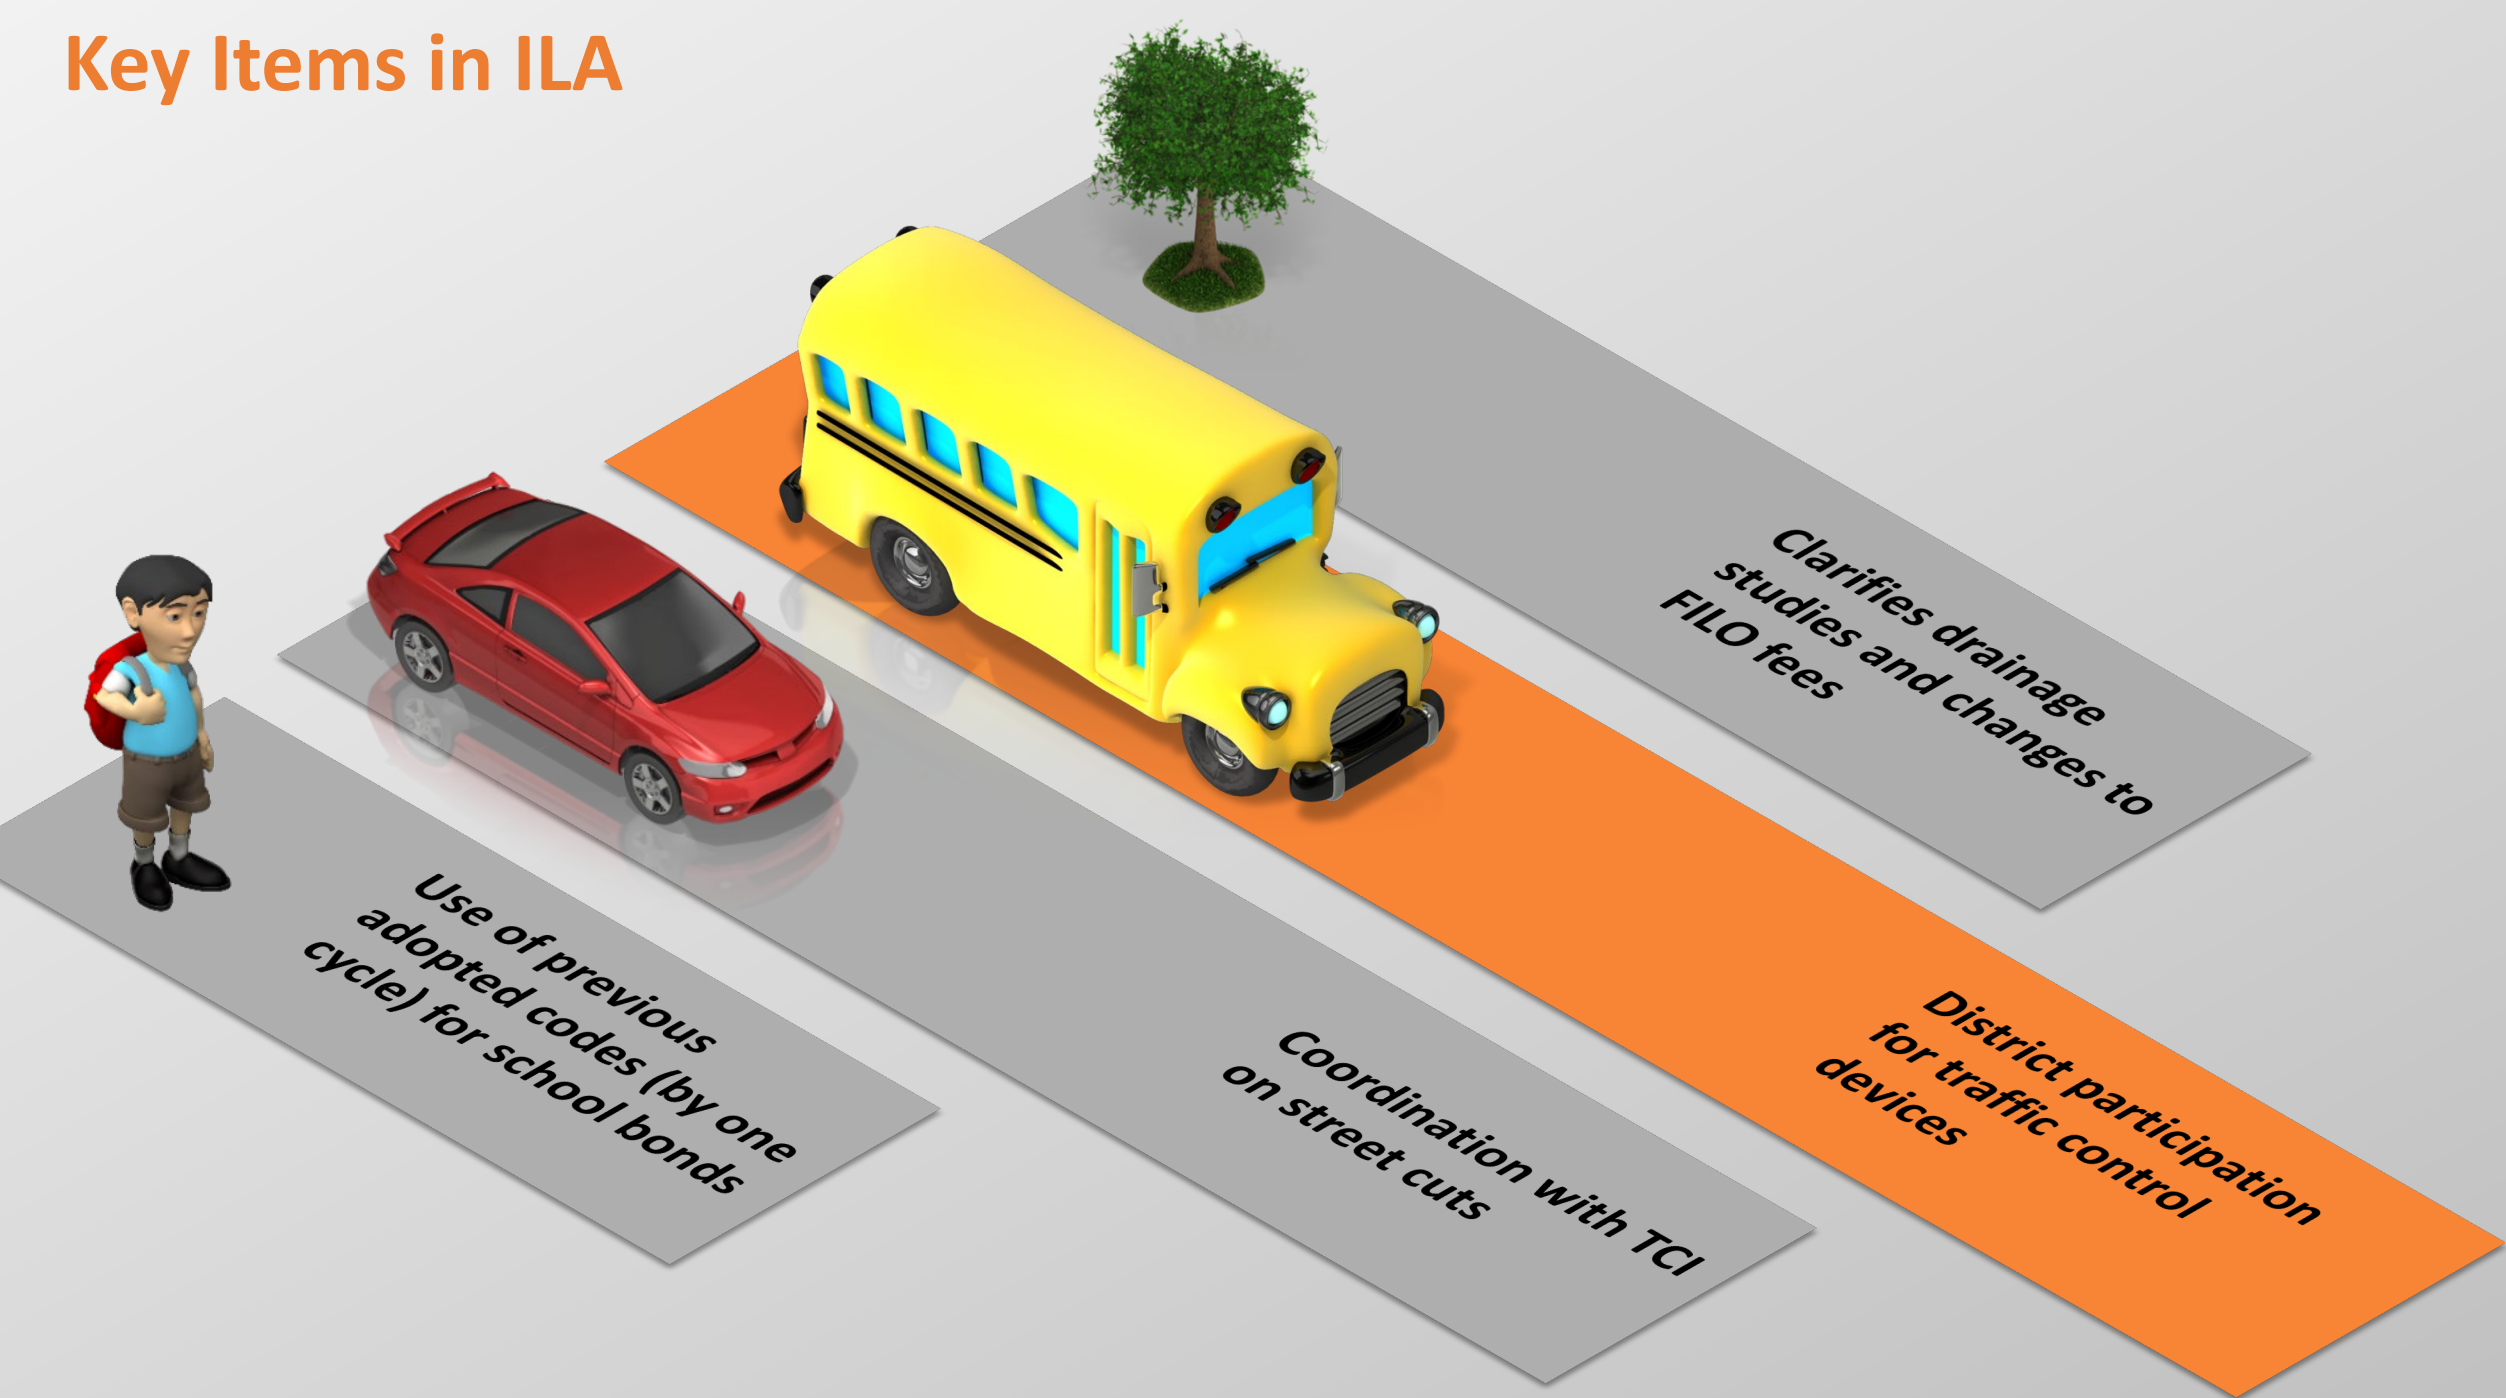 Key Items in ILA
Use of previous
adopted codes (by one
cycle) for school bonds
Coordination with TCI
on street cuts
District participation
for traffic control
devices
Clarifies drainage
studies and changes to
FILO fees